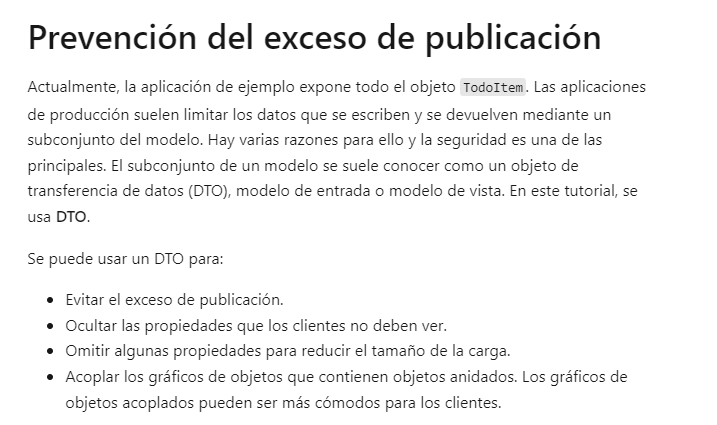 Prevención del exceso de publicación
Actualmente, la aplicación de ejemplo expone todo el objeto TodoItem. Las aplicaciones
de producción suelen limitar los datos que se escriben y se devuelven mediante un
subconjunto del modelo. Hay varias razones para ello y la seguridad es una de las
principales. El subconjunto de un modelo se suele conocer como un objeto de
transferencia de datos (DTO), modelo de entrada o modelo de vista. En este tutorial, se
usa DTO.
Se puede usar un DTO para:
• Evitar el exceso de publicación.
• Ocultar las propiedades que los clientes no deben ver.
• Omitir algunas propiedades para reducir el tamaño de la carga.
• Acoplar los gráficos de objetos que contienen objetos anidados. Los gráficos de
objetos acoplados pueden ser más cómodos para los clientes.